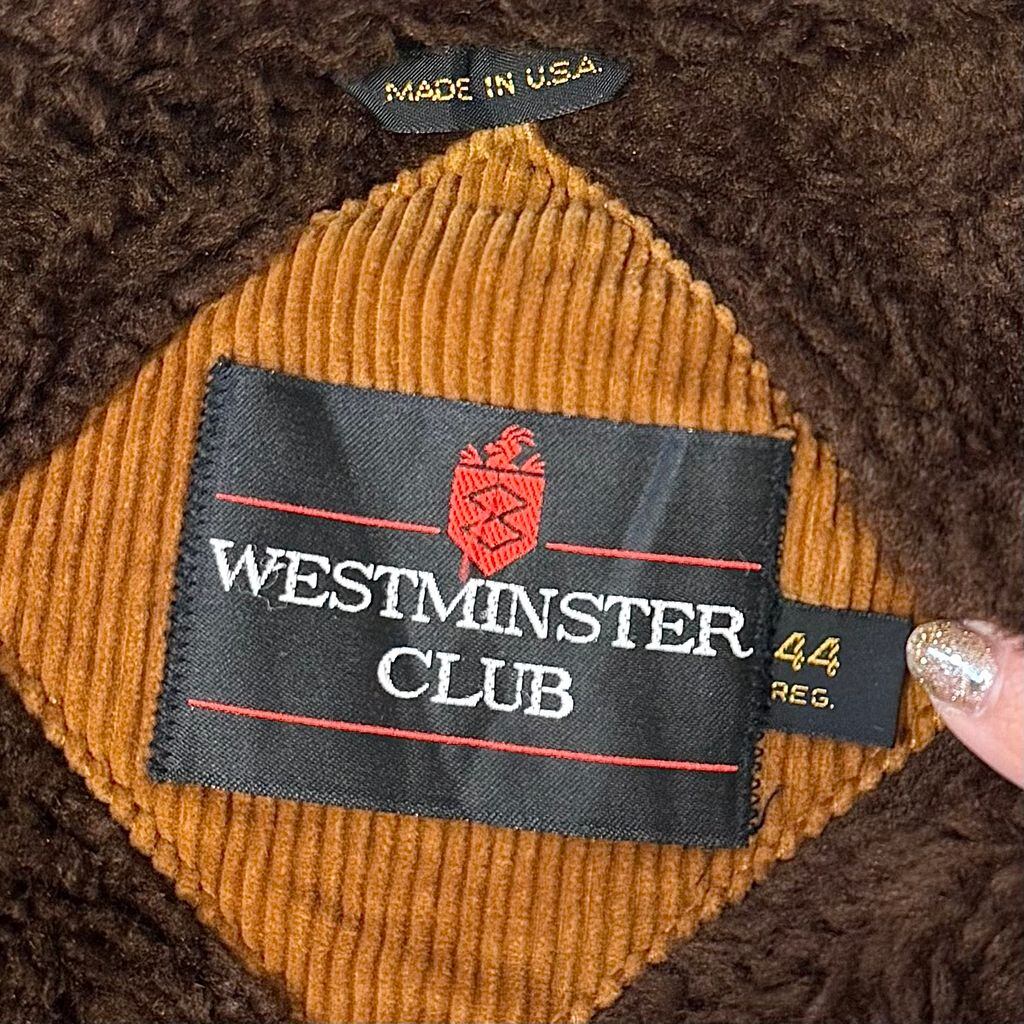 MADE IN U.S.A.
WESTMINSTER
CLUB
44
REG.